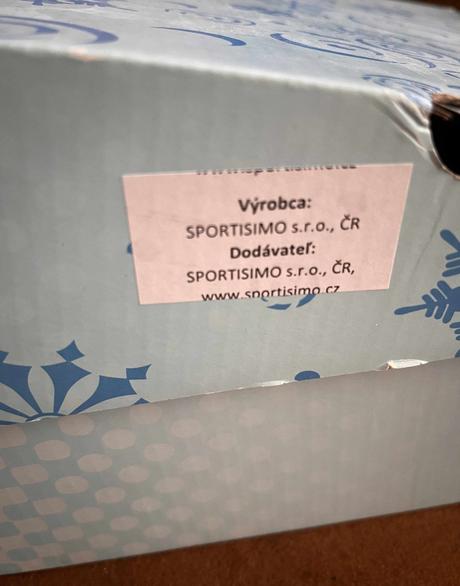 Výrobca:
SPORTISIMO s.r.o., ČR
Dodávateľ:
SPORTISIMO s.r.o., ČR,
www.sportisimo.cz